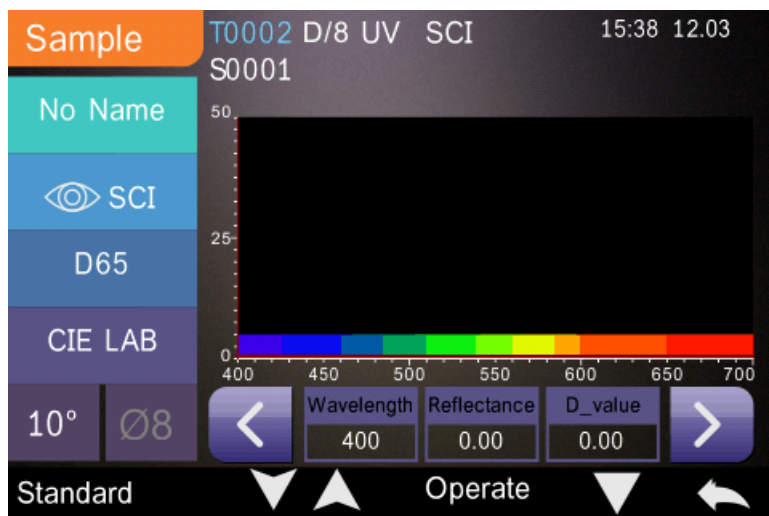 Sample
T0002 D/8 UV SCI 15:38 12.03
S0001
No Name
SCI
D65
CIE LAB
10° Ø8
50
25
0
400 450 500 550 600 650 700
Wavelength Reflectance D_value
400 0.00 0.00
Standard Operate